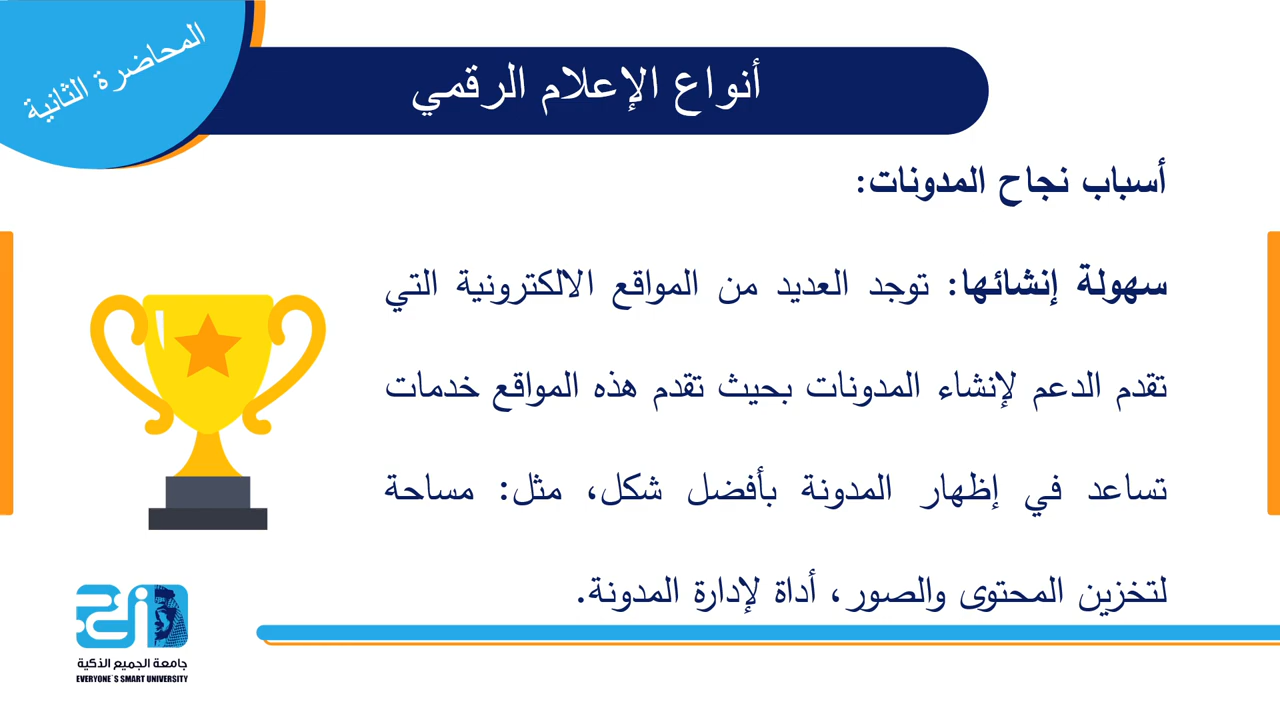 المحاضرة الثانية
أنواع الإعلام الرقمي
أسباب نجاح المدونات:
سهولة إنشائها: توجد العديد من المواقع الالكترونية التي
تقدم الدعم لإنشاء المدونات بحيث تقدم هذه المواقع خدمات
تساعد في إظهار المدونة بأفضل شكل، مثل: مساحة
لتخزين المحتوى والصور، أداة لإدارة المدونة.
جامعة الجميع الذكية
EVERYONE`S SMART UNIVERSITY